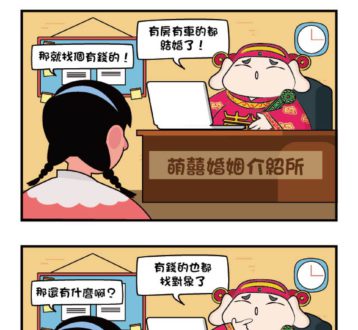 有房有車的都
結婚了！
那就找個有錢的！
萌囍婚姻介紹所
有錢的也都
找對象了
那還有什麼啊？